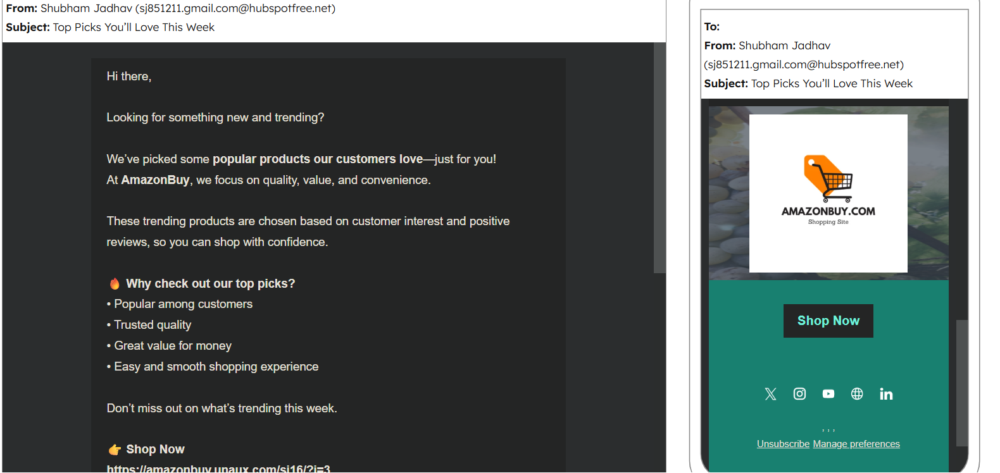 From: Shubham Jadhav (sj851211.gmail.com@hubspotfree.net)
Subject: Top Picks You’ll Love This Week
Hi there,
Looking for something new and trending?
We’ve picked some popular products our customers love—just for you!
At AmazonBuy, we focus on quality, value, and convenience.
These trending products are chosen based on customer interest and positive
reviews, so you can shop with confidence.
🔥 Why check out our top picks?
• Popular among customers
• Trusted quality
• Great value for money
• Easy and smooth shopping experience
Don’t miss out on what’s trending this week.
👉 Shop Now
https://amazonbuy.unaux.com/sj16/?i=3
To:
From: Shubham Jadhav
(sj851211.gmail.com@hubspotfree.net)
Subject: Top Picks You’ll Love This Week
AMAZONBUY.COM
Shopping Site
Shop Now
, , ,
Unsubscribe Manage preferences